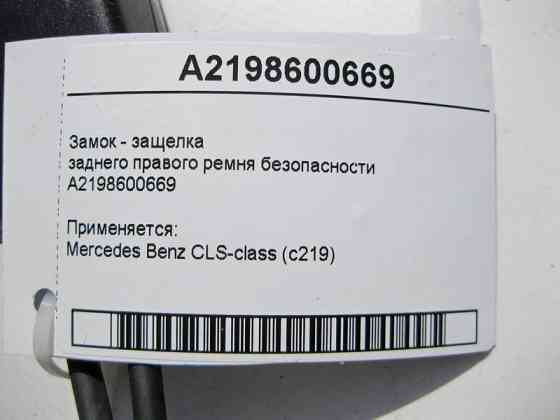 A2198600669
Замок - защелка
заднего правого ремня безопасности
A2198600669
Применяется:
Mercedes Benz CLS-class (c219)